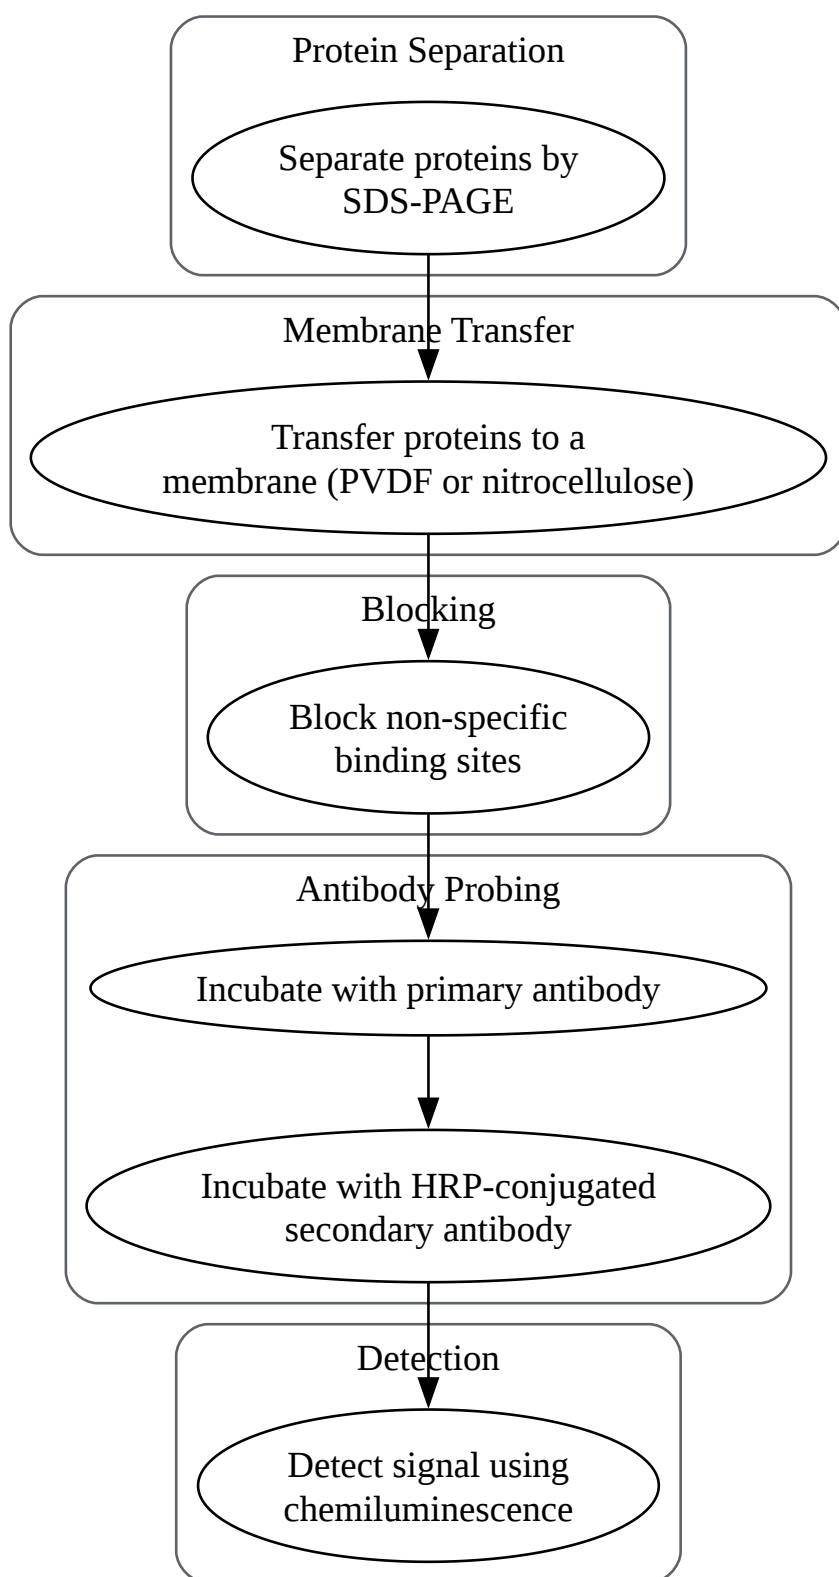 Protein Separation
Separate proteins by
SDS-PAGE
Membrane Transfer
Transfer proteins to a
membrane (PVDF or nitrocellulose)
Blocking
Block non-specific
binding sites
Antibody Probing
Incubate with primary antibody
Incubate with HRP-conjugated
secondary antibody
Detection
Detect signal using
chemiluminescence